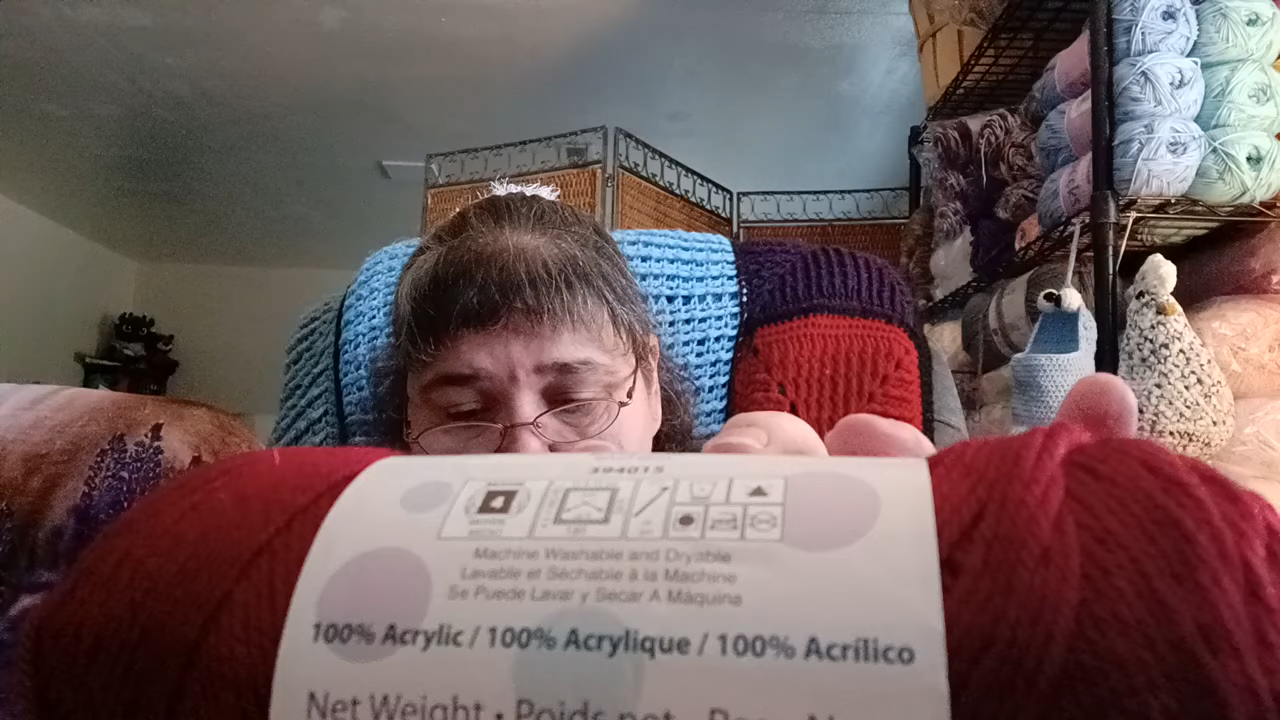 394015
4
Machine Washable and Dryable
Lavable et Séchable à la Machine
Se Puede Lavar y Secar A Máquina
100% Acrylic / 100% Acrylique / 100% Acrílico
Net Weight • Poids net